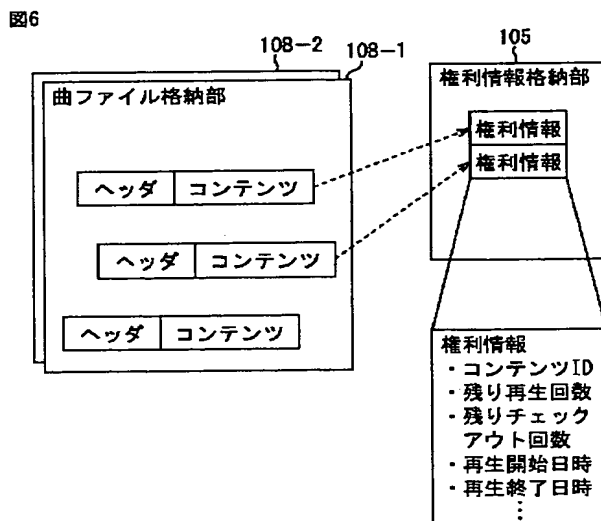 図6
108-2
108-1
曲ファイル格納部
ヘッダ コンテンツ
ヘッダ コンテンツ
ヘッダ コンテンツ
105
権利情報格納部
権利情報
権利情報
権利情報
・コンテンツID
・残り再生回数
・残りチェック
アウト回数
・再生開始日時
・再生終了日時
⋮